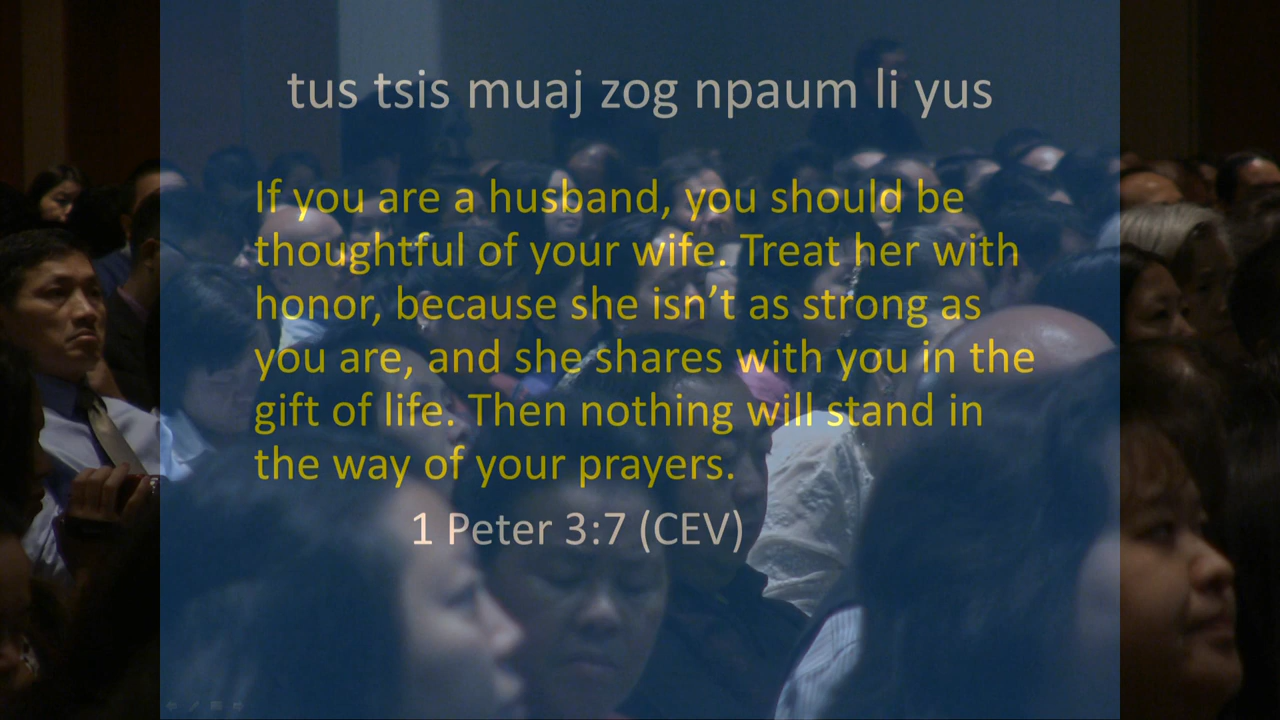 tus tsis muaj zog npaum li yus
If you are a husband, you should be
thoughtful of your wife. Treat her with
honor, because she isn’t as strong as
you are, and she shares with you in the
gift of life. Then nothing will stand in
the way of your prayers.
1 Peter 3:7 (CEV)